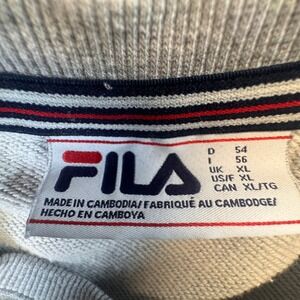 FILA
D 54
I 56
UK XL
US/F XL
CAN XL/TG
MADE IN CAMBODIA/ FABRIQUÉ AU CAMBODGE/
HECHO EN CAMBOYA